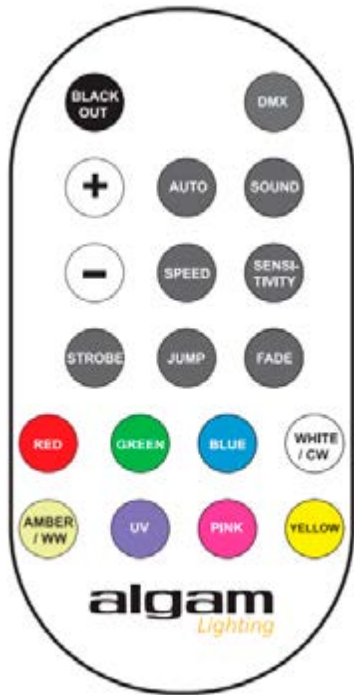 BLACK
OUT
DMX
+
AUTO
SOUND
-
SPEED
SENSI-
TIVITY
STROBE
JUMP
FADE
RED
GREEN
BLUE
WHITE
/ CW
AMBER
/ WW
UV
PINK
YELLOW
algam
Lighting